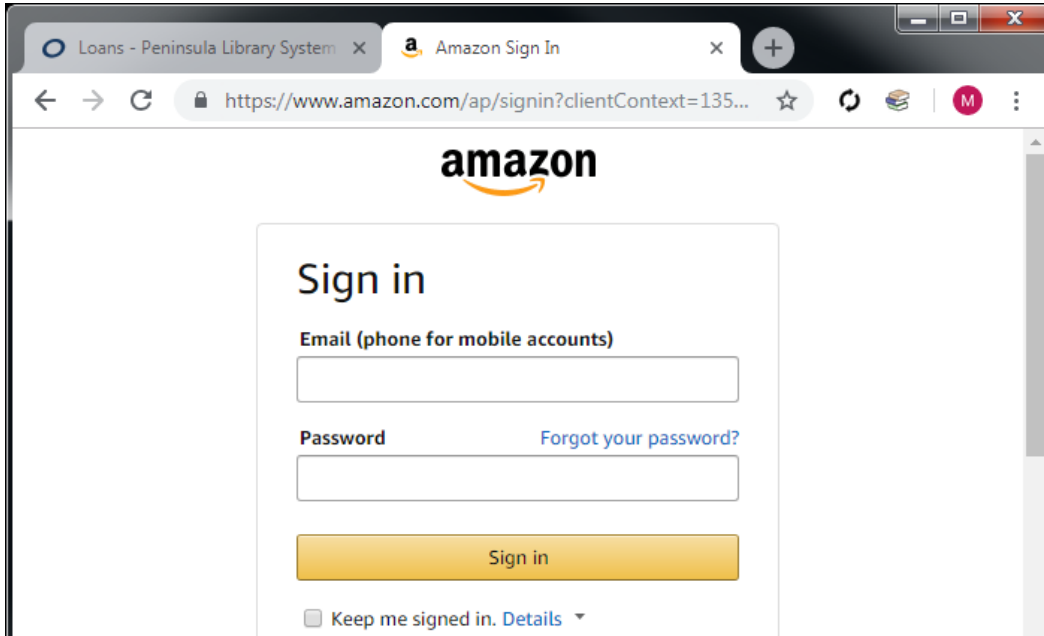 Loans - Peninsula Library System
Amazon Sign In
https://www.amazon.com/ap/signin?clientContext=135...
M
amazon
Sign in
Email (phone for mobile accounts)
Password Forgot your password?
Sign in
Keep me signed in. Details